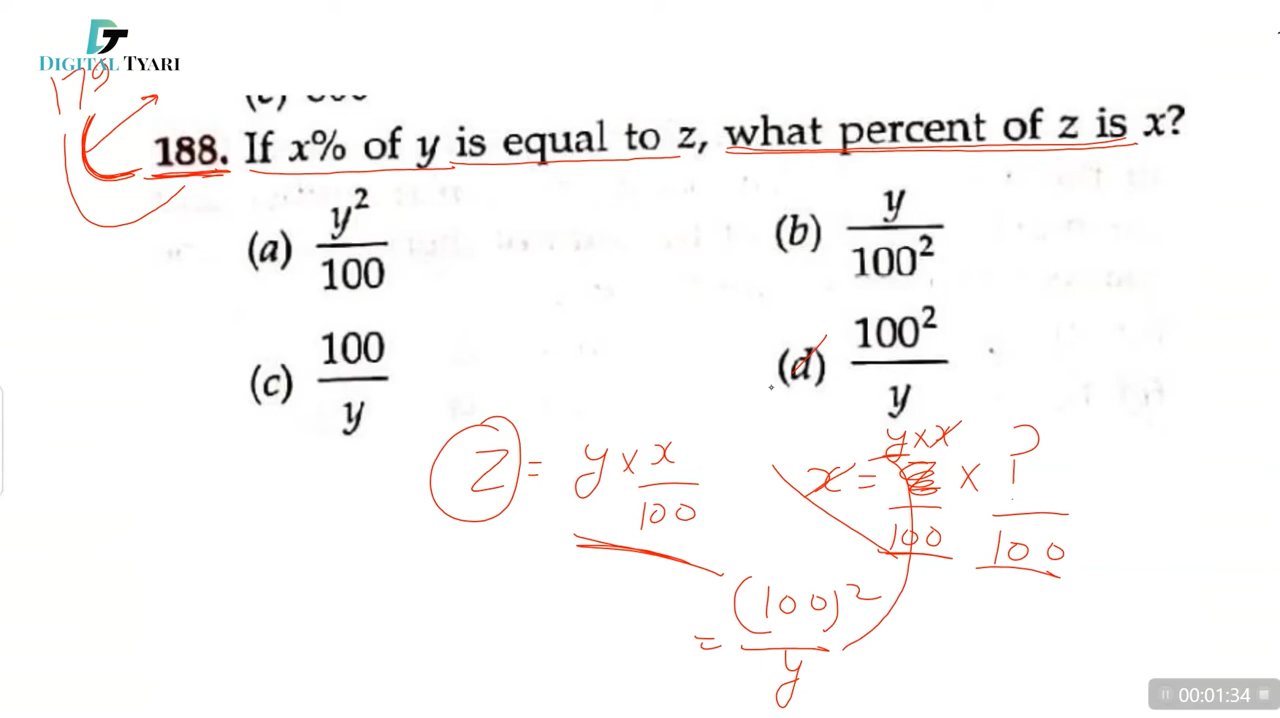 DIGITAL TYARI
179
188. If x% of y is equal to z, what percent of z is x?
(a) y²/100
(b) y/100²
(c) 100/y
(d) 100²/y
z = y × x/100
x = y×x/100 × ?/100
= (100)²/y
00:01:34